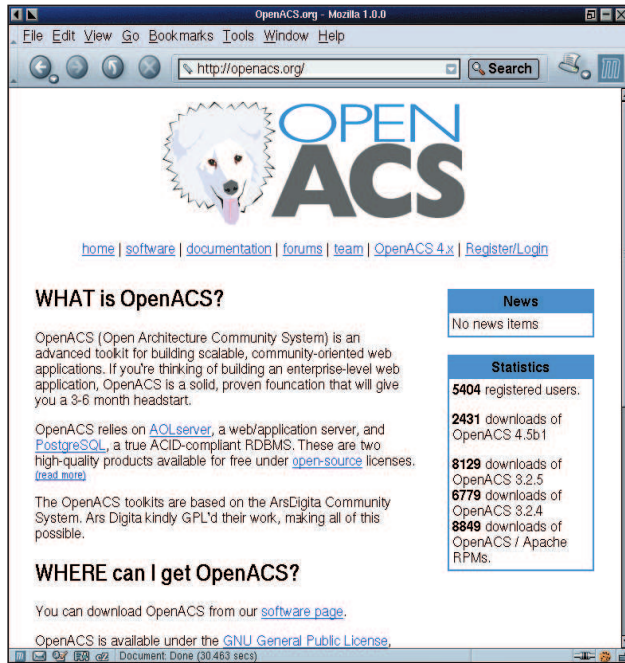 OpenACS.org - Mozilla 1.0.0
File Edit View Go Bookmarks Tools Window Help
http://openacs.org/
Search
OPEN
ACS
home | software | documentation | forums | team | OpenACS 4.x | Register/Login
WHAT is OpenACS?
OpenACS (Open Architecture Community System) is an
advanced toolkit for building scalable, community-oriented web
applications. If you're thinking of building an enterprise-level web
application, OpenACS is a solid, proven founcation that will give
you a 3-6 month headstart.
OpenACS relies on AOLserver, a web/application server, and
PostgreSQL, a true ACID-compliant RDBMS. These are two
high-quality products available for free under open-source licenses.
(read more)
The OpenACS toolkits are based on the ArsDigita Community
System. Ars Digita kindly GPL'd their work, making all of this
possible.
WHERE can I get OpenACS?
You can download OpenACS from our software page.
OpenACS is available under the GNU General Public License,
News
No news items
Statistics
5404 registered users.
2431 downloads of
OpenACS 4.5b1
8129 downloads of
OpenACS 3.2.5
6779 downloads of
OpenACS 3.2.4
8849 downloads of
OpenACS / Apache
RPMs.
Document: Done (30.463 secs)